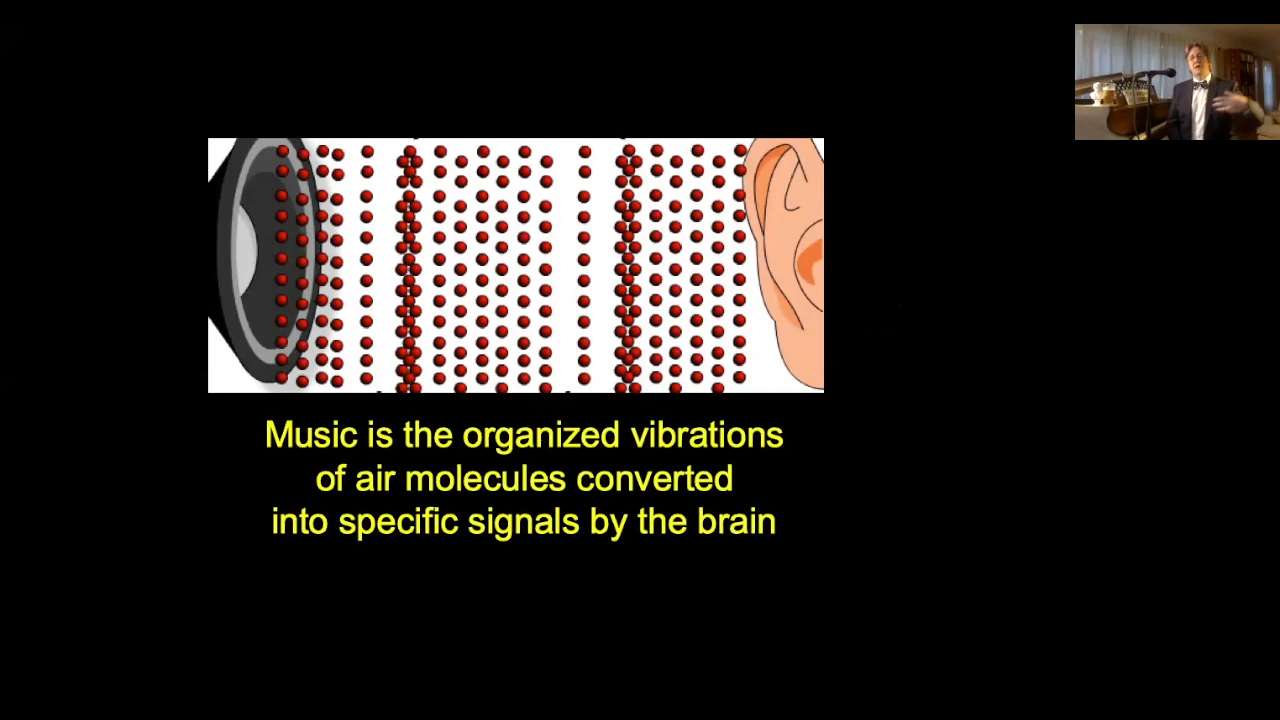 Music is the organized vibrations
of air molecules converted
into specific signals by the brain